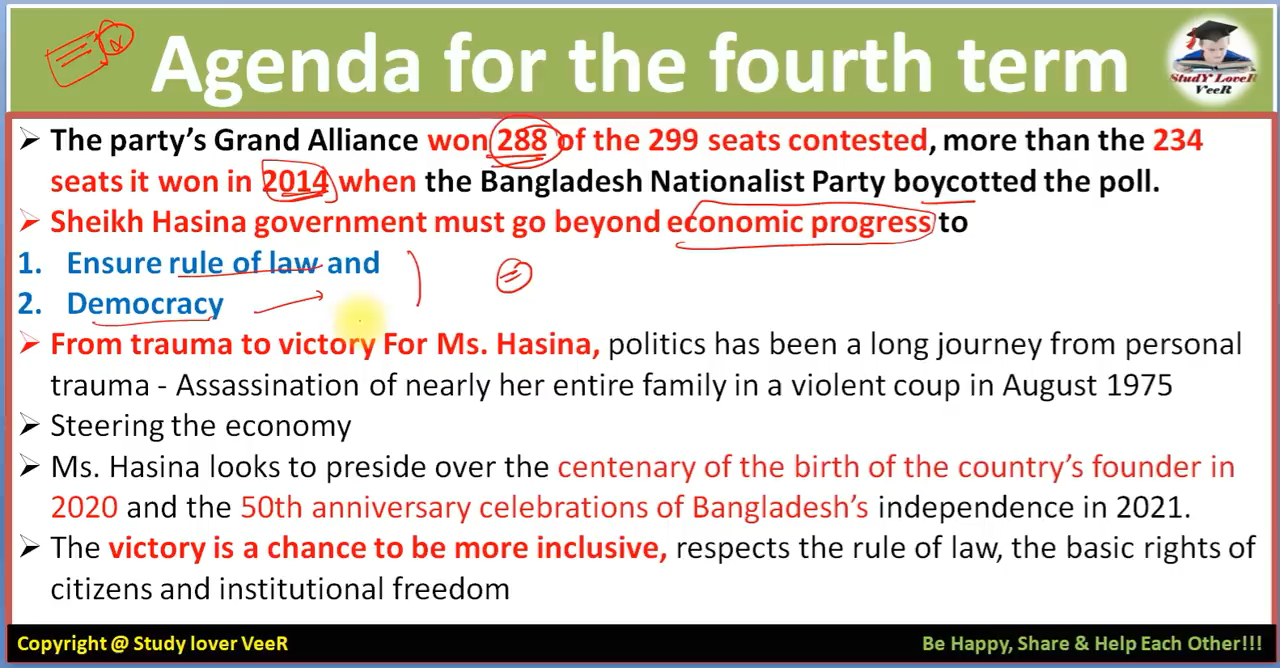 Agenda for the fourth term
StudY LoveR
VeeR
➢ The party's Grand Alliance won 288 of the 299 seats contested, more than the 234
seats it won in 2014 when the Bangladesh Nationalist Party boycotted the poll.
➢ Sheikh Hasina government must go beyond economic progress to
1. Ensure rule of law and
2. Democracy
➢ From trauma to victory For Ms. Hasina, politics has been a long journey from personal
trauma - Assassination of nearly her entire family in a violent coup in August 1975
➢ Steering the economy
➢ Ms. Hasina looks to preside over the centenary of the birth of the country's founder in
2020 and the 50th anniversary celebrations of Bangladesh's independence in 2021.
➢ The victory is a chance to be more inclusive, respects the rule of law, the basic rights of
citizens and institutional freedom
Copyright @ Study lover VeeR
Be Happy, Share & Help Each Other!!!